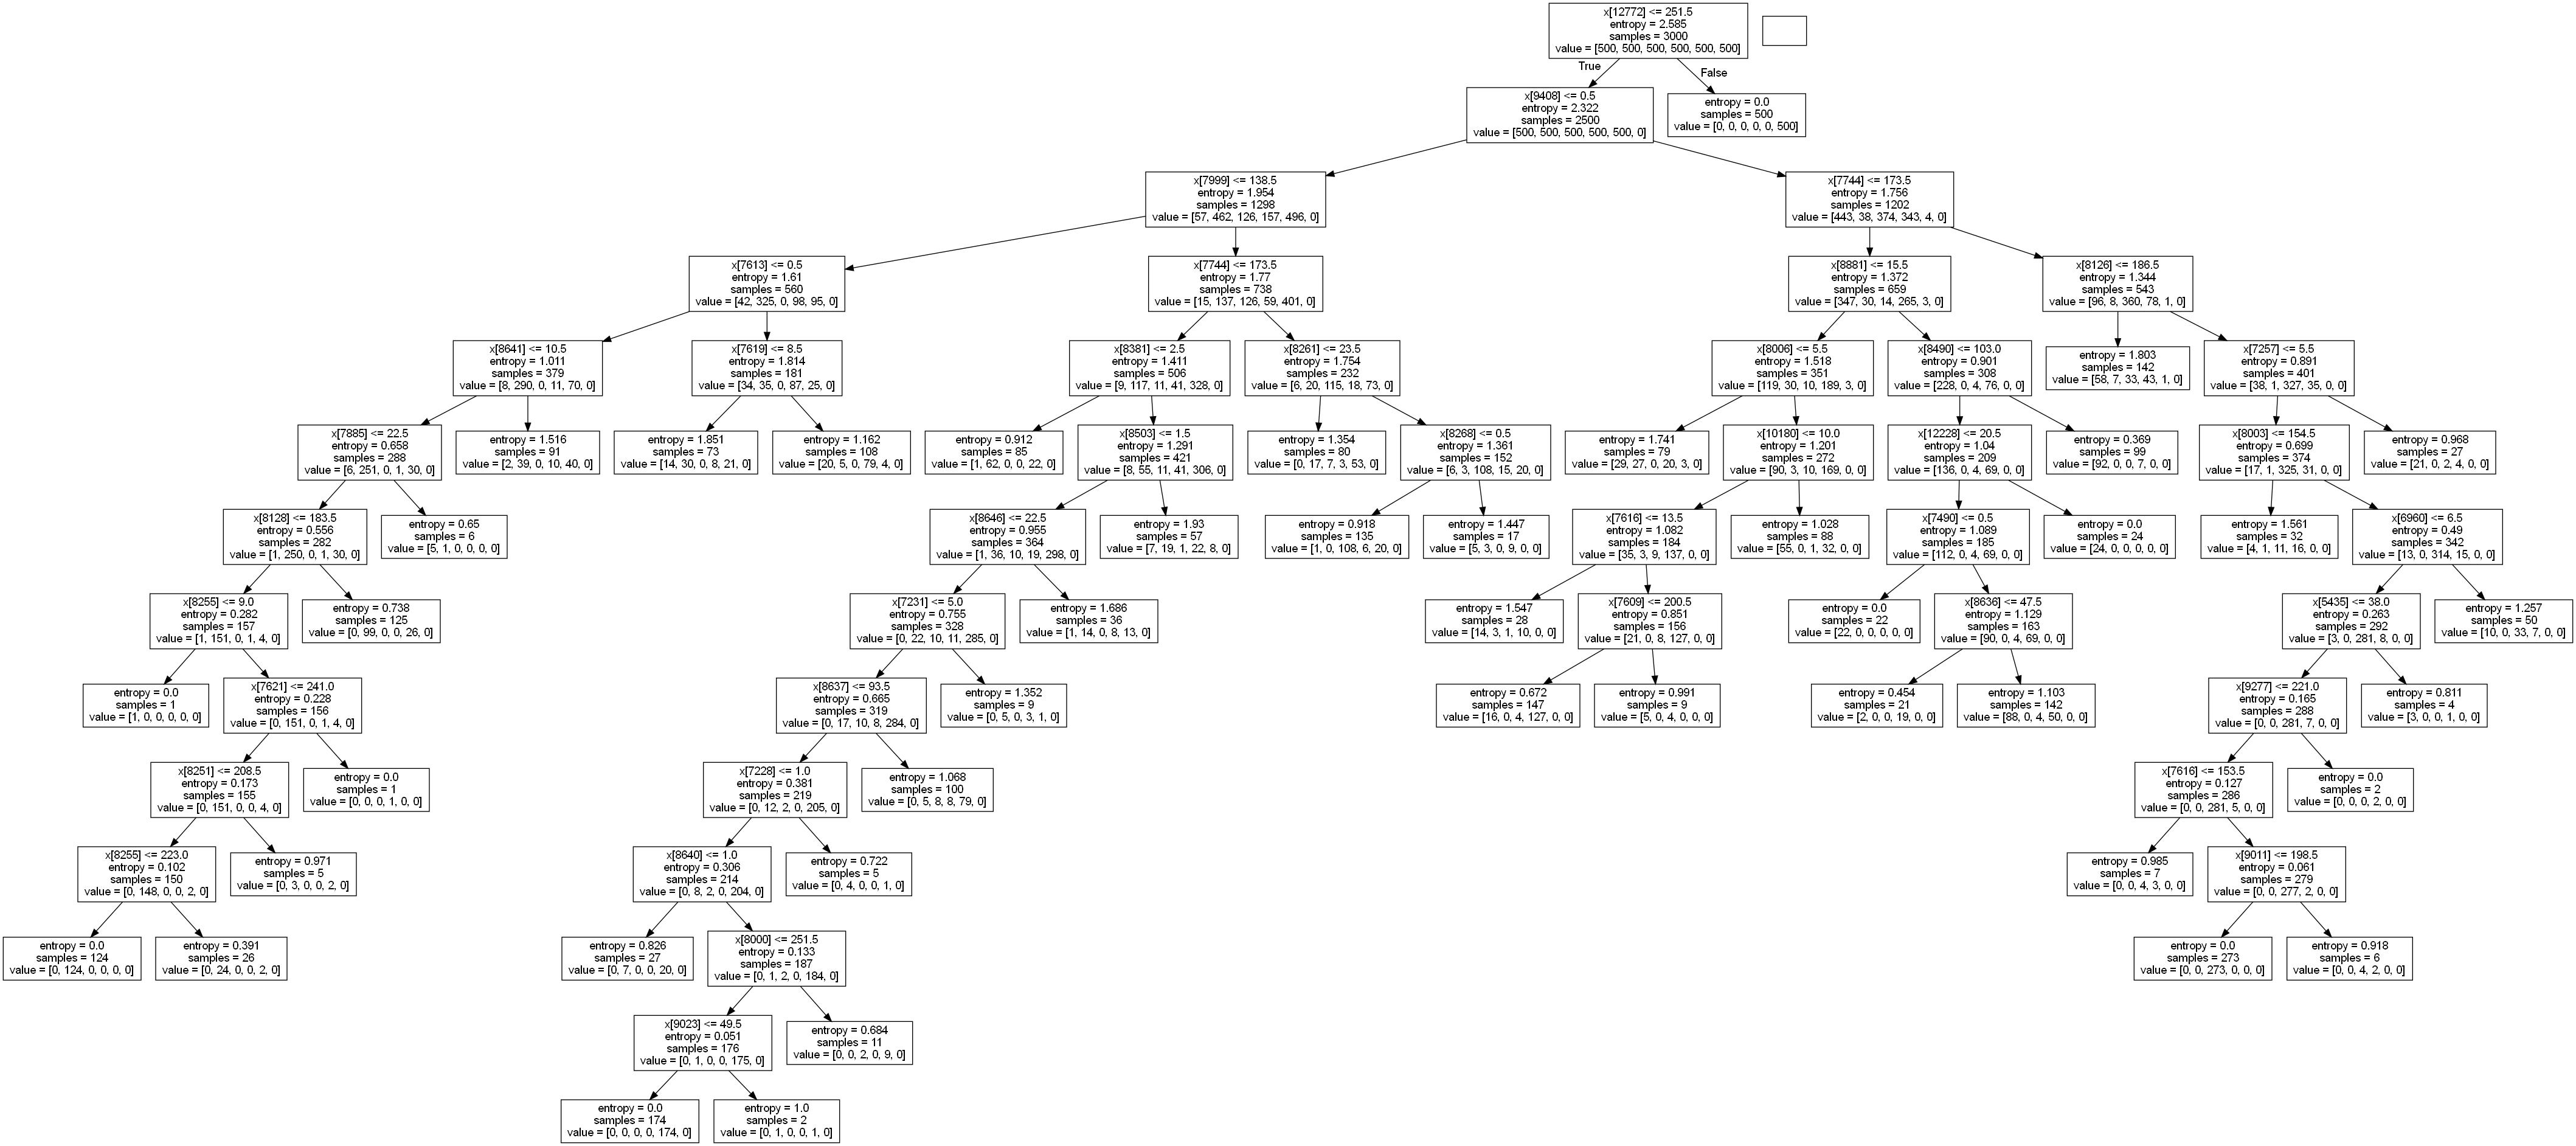 x[12772] <= 251.5
entropy = 2.585
samples = 3000
value = [500, 500, 500, 500, 500, 500]
True
False
x[9408] <= 0.5
entropy = 2.322
samples = 2500
value = [500, 500, 500, 500, 500, 0]
entropy = 0.0
samples = 500
value = [0, 0, 0, 0, 0, 500]
x[7999] <= 138.5
entropy = 1.954
samples = 1298
value = [57, 462, 126, 157, 496, 0]
x[7744] <= 173.5
entropy = 1.756
samples = 1202
value = [443, 38, 374, 343, 4, 0]
x[7613] <= 0.5
entropy = 1.61
samples = 560
value = [42, 325, 0, 98, 95, 0]
x[7744] <= 173.5
entropy = 1.77
samples = 738
value = [15, 137, 126, 59, 401, 0]
x[8881] <= 15.5
entropy = 1.372
samples = 659
value = [347, 30, 14, 265, 3, 0]
x[8126] <= 186.5
entropy = 1.344
samples = 543
value = [96, 8, 360, 78, 1, 0]
x[8641] <= 10.5
entropy = 1.011
samples = 379
value = [8, 290, 0, 11, 70, 0]
x[7619] <= 8.5
entropy = 1.814
samples = 181
value = [34, 35, 0, 87, 25, 0]
x[8381] <= 2.5
entropy = 1.411
samples = 506
value = [9, 117, 11, 41, 328, 0]
x[8261] <= 23.5
entropy = 1.754
samples = 232
value = [6, 20, 115, 18, 73, 0]
x[8006] <= 5.5
entropy = 1.518
samples = 351
value = [119, 30, 10, 189, 3, 0]
x[8490] <= 103.0
entropy = 0.901
samples = 308
value = [228, 0, 4, 76, 0, 0]
entropy = 1.803
samples = 142
value = [58, 7, 33, 43, 1, 0]
x[7257] <= 5.5
entropy = 0.891
samples = 401
value = [38, 1, 327, 35, 0, 0]
x[7885] <= 22.5
entropy = 0.658
samples = 288
value = [6, 251, 0, 1, 30, 0]
entropy = 1.516
samples = 91
value = [2, 39, 0, 10, 40, 0]
entropy = 1.851
samples = 73
value = [14, 30, 0, 8, 21, 0]
entropy = 1.162
samples = 108
value = [20, 5, 0, 79, 4, 0]
entropy = 0.912
samples = 85
value = [1, 62, 0, 0, 22, 0]
x[8503] <= 1.5
entropy = 1.291
samples = 421
value = [8, 55, 11, 41, 306, 0]
entropy = 1.354
samples = 80
value = [0, 17, 7, 3, 53, 0]
x[8268] <= 0.5
entropy = 1.361
samples = 152
value = [6, 3, 108, 15, 20, 0]
entropy = 1.741
samples = 79
value = [29, 27, 0, 20, 3, 0]
x[10180] <= 10.0
entropy = 1.201
samples = 272
value = [90, 3, 10, 169, 0, 0]
x[12228] <= 20.5
entropy = 1.04
samples = 209
value = [136, 0, 4, 69, 0, 0]
entropy = 0.369
samples = 99
value = [92, 0, 0, 7, 0, 0]
x[8003] <= 154.5
entropy = 0.699
samples = 374
value = [17, 1, 325, 31, 0, 0]
entropy = 0.968
samples = 27
value = [21, 0, 2, 4, 0, 0]
x[8128] <= 183.5
entropy = 0.556
samples = 282
value = [1, 250, 0, 1, 30, 0]
entropy = 0.65
samples = 6
value = [5, 1, 0, 0, 0, 0]
x[8646] <= 22.5
entropy = 0.955
samples = 364
value = [1, 36, 10, 19, 298, 0]
entropy = 1.93
samples = 57
value = [7, 19, 1, 22, 8, 0]
entropy = 0.918
samples = 135
value = [1, 0, 108, 6, 20, 0]
entropy = 1.447
samples = 17
value = [5, 3, 0, 9, 0, 0]
x[7616] <= 13.5
entropy = 1.082
samples = 184
value = [35, 3, 9, 137, 0, 0]
entropy = 1.028
samples = 88
value = [55, 0, 1, 32, 0, 0]
x[7490] <= 0.5
entropy = 1.089
samples = 185
value = [112, 0, 4, 69, 0, 0]
entropy = 0.0
samples = 24
value = [24, 0, 0, 0, 0, 0]
entropy = 1.561
samples = 32
value = [4, 1, 11, 16, 0, 0]
x[6960] <= 6.5
entropy = 0.49
samples = 342
value = [13, 0, 314, 15, 0, 0]
x[8255] <= 9.0
entropy = 0.282
samples = 157
value = [1, 151, 0, 1, 4, 0]
entropy = 0.738
samples = 125
value = [0, 99, 0, 0, 26, 0]
x[7231] <= 5.0
entropy = 0.755
samples = 328
value = [0, 22, 10, 11, 285, 0]
entropy = 1.686
samples = 36
value = [1, 14, 0, 8, 13, 0]
entropy = 1.547
samples = 28
value = [14, 3, 1, 10, 0, 0]
x[7609] <= 200.5
entropy = 0.851
samples = 156
value = [21, 0, 8, 127, 0, 0]
entropy = 0.0
samples = 22
value = [22, 0, 0, 0, 0, 0]
x[8636] <= 47.5
entropy = 1.129
samples = 163
value = [90, 0, 4, 69, 0, 0]
x[5435] <= 38.0
entropy = 0.263
samples = 292
value = [3, 0, 281, 8, 0, 0]
entropy = 1.257
samples = 50
value = [10, 0, 33, 7, 0, 0]
entropy = 0.0
samples = 1
value = [1, 0, 0, 0, 0, 0]
x[7621] <= 241.0
entropy = 0.228
samples = 156
value = [0, 151, 0, 1, 4, 0]
x[8637] <= 93.5
entropy = 0.665
samples = 319
value = [0, 17, 10, 8, 284, 0]
entropy = 1.352
samples = 9
value = [0, 5, 0, 3, 1, 0]
entropy = 0.672
samples = 147
value = [16, 0, 4, 127, 0, 0]
entropy = 0.991
samples = 9
value = [5, 0, 4, 0, 0, 0]
entropy = 0.454
samples = 21
value = [2, 0, 0, 19, 0, 0]
entropy = 1.103
samples = 142
value = [88, 0, 4, 50, 0, 0]
x[9277] <= 221.0
entropy = 0.165
samples = 288
value = [0, 0, 281, 7, 0, 0]
entropy = 0.811
samples = 4
value = [3, 0, 0, 1, 0, 0]
x[8251] <= 208.5
entropy = 0.173
samples = 155
value = [0, 151, 0, 0, 4, 0]
entropy = 0.0
samples = 1
value = [0, 0, 0, 1, 0, 0]
x[7228] <= 1.0
entropy = 0.381
samples = 219
value = [0, 12, 2, 0, 205, 0]
entropy = 1.068
samples = 100
value = [0, 5, 8, 8, 79, 0]
x[7616] <= 153.5
entropy = 0.127
samples = 286
value = [0, 0, 281, 5, 0, 0]
entropy = 0.0
samples = 2
value = [0, 0, 0, 2, 0, 0]
x[8255] <= 223.0
entropy = 0.102
samples = 150
value = [0, 148, 0, 0, 2, 0]
entropy = 0.971
samples = 5
value = [0, 3, 0, 0, 2, 0]
x[8640] <= 1.0
entropy = 0.306
samples = 214
value = [0, 8, 2, 0, 204, 0]
entropy = 0.722
samples = 5
value = [0, 4, 0, 0, 1, 0]
entropy = 0.985
samples = 7
value = [0, 0, 4, 3, 0, 0]
x[9011] <= 198.5
entropy = 0.061
samples = 279
value = [0, 0, 277, 2, 0, 0]
entropy = 0.0
samples = 124
value = [0, 124, 0, 0, 0, 0]
entropy = 0.391
samples = 26
value = [0, 24, 0, 0, 2, 0]
entropy = 0.826
samples = 27
value = [0, 7, 0, 0, 20, 0]
x[8000] <= 251.5
entropy = 0.133
samples = 187
value = [0, 1, 2, 0, 184, 0]
entropy = 0.0
samples = 273
value = [0, 0, 273, 0, 0, 0]
entropy = 0.918
samples = 6
value = [0, 0, 4, 2, 0, 0]
x[9023] <= 49.5
entropy = 0.051
samples = 176
value = [0, 1, 0, 0, 175, 0]
entropy = 0.684
samples = 11
value = [0, 0, 2, 0, 9, 0]
entropy = 0.0
samples = 174
value = [0, 0, 0, 0, 174, 0]
entropy = 1.0
samples = 2
value = [0, 1, 0, 0, 1, 0]